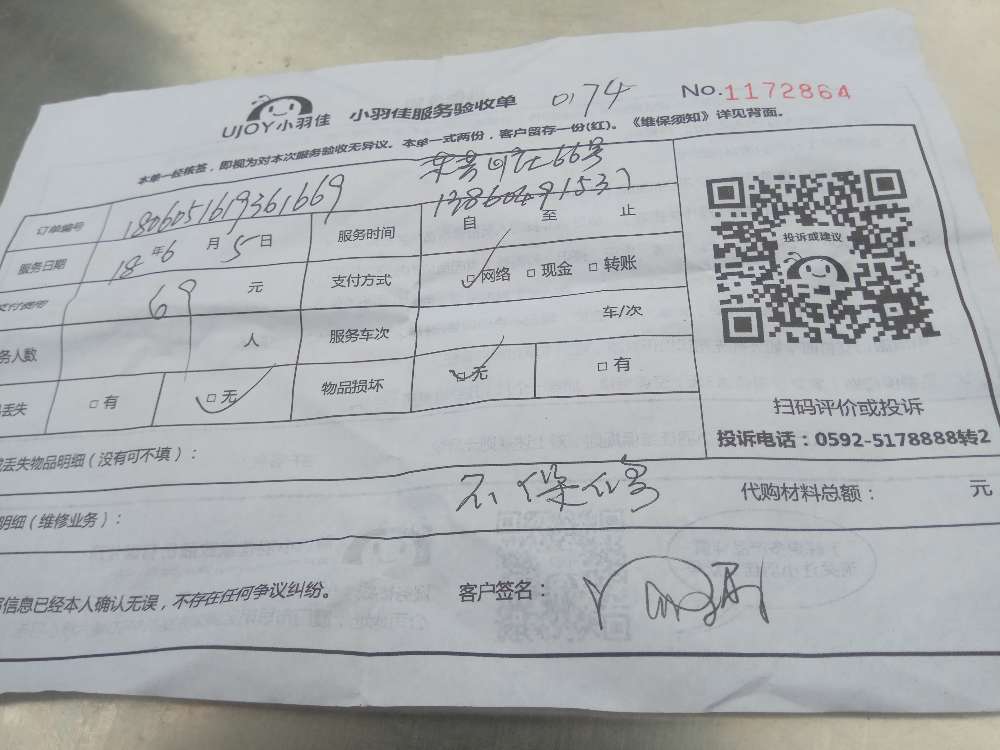 UJOY小羽佳 小羽佳服务验收单 0174 No.1172864
本单一经核签，即视为对本次服务验收无异议。本单一式两份，客户留存一份(红)。《维保须知》详见背面。
66号
订单编号 1806051619361669
服务日期 18年6月5日 服务时间 自 至 止
69 元 支付方式 □网络 □现金 □转账
务人数 人 服务车次 车/次
丢失 □有 □无 物品损坏 □无 □有
投诉或建议
扫码评价或投诉
投诉电话：0592-5178888转2
丢失物品明细（没有可不填）：
明细（维修业务）： 不保修 代购材料总额： 元
信息已经本人确认无误，不存在任何争议纠纷。 客户签名：